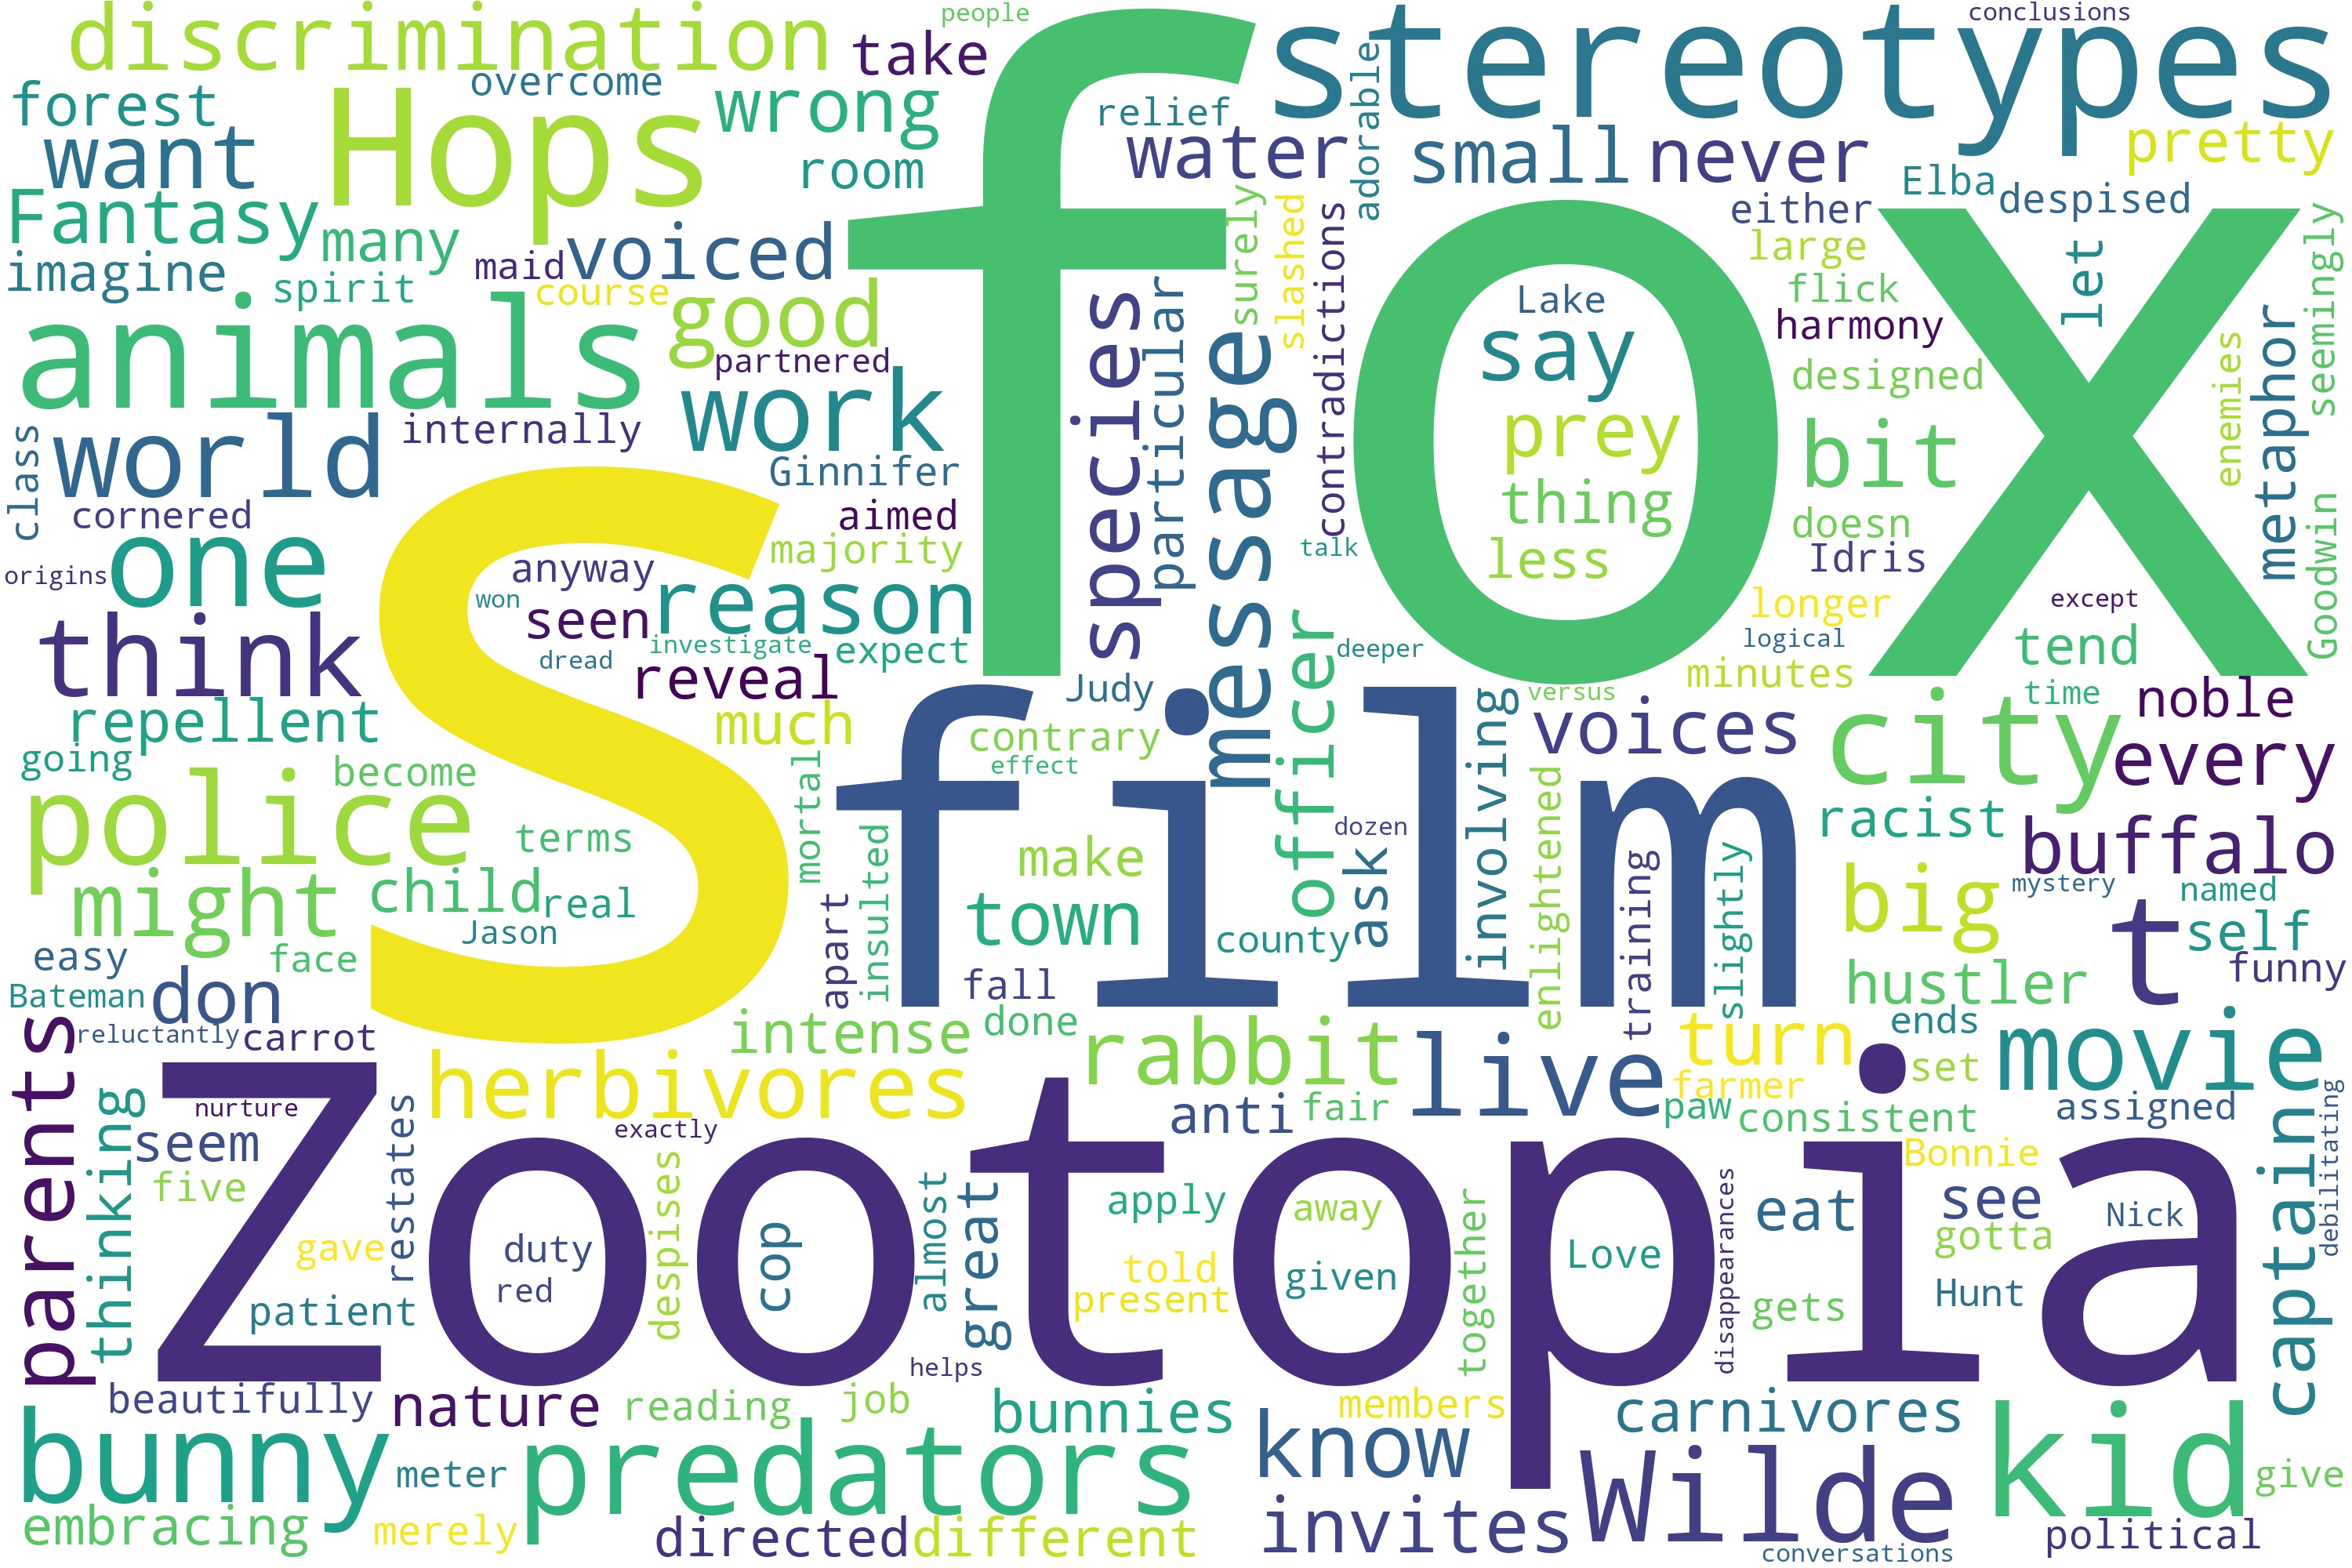 discrimination
people
take
fox
stereotypes
conclusions
forest
overcome
Hops
wrong
relief
adorable
want
room
water
small
never
pretty
Fantasy
many
voiced
Elba
despised
imagine
spirit
maid
course
surely
slashed
either
large
let
seemingly
animals
good
partnered
species
particular
message
contradictions
Lake
say
flick
harmony
designed
enemies
metaphor
world
internally
work
Ginnifer
prey
thing
less
bit
class
cornered
aimed
majority
doesn
Idris
Goodwin
origins
one
anyway
won
seen
reason
talk
longer
except
think
S
dread
investigate
expect
reveal
deeper
logical
tend
repellent
much
Judy
officer
minutes
versus
time
noble
going
become
contrary
effect
film
involving
voices
city
every
police
terms
mortal
insulted
dozen
enlightened
racist
buffalo
might
child
real
make
town
ask
training
slightly
big
mystery
named
t
self
easy
face
Jason
apart
county
hustler
funny
Bateman
don
fall
done
reluctantly
carrot
intense
rabbit
live
turn
ends
movie
parents
thinking
herbivores
farmer
set
captaine
nurture
seem
exactly
anti
fair
paw
consistent
assigned
debilitating
five
restates
Zootopia
Bonnie
gave
duty
red
despises
cop
almost
great
apply
told
present
away
given
together
Love
disappearances
eat
see
gotta
Nick
patient
gets
Hunt
helps
beautifully
nature
reading
job
bunnies
members
carnivores
bunny
meter
predators
know
Wilde
kid
give
embracing
merely
directed
different
invites
political
conversations